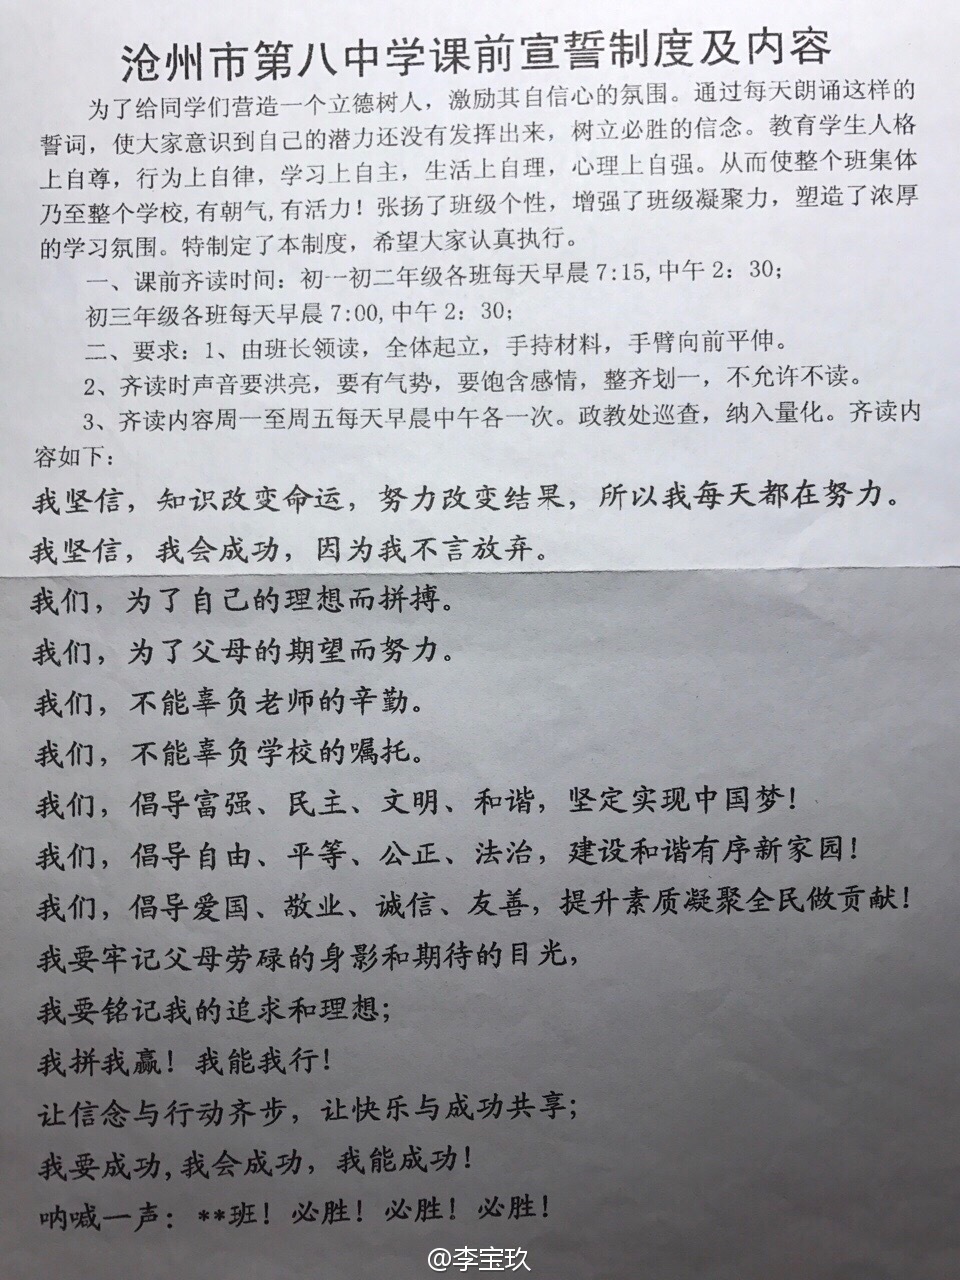 沧州市第八中学课前宣誓制度及内容
为了给同学们营造一个立德树人，激励其自信心的氛围。通过每天朗诵这样的
誓词，使大家意识到自己的潜力还没有发挥出来，树立必胜的信念。教育学生人格
上自尊，行为上自律，学习上自主，生活上自理，心理上自强。从而使整个班集体
乃至整个学校,有朝气,有活力！张扬了班级个性，增强了班级凝聚力，塑造了浓厚
的学习氛围。特制定了本制度，希望大家认真执行。
一、课前齐读时间：初一初二年级各班每天早晨7:15,中午2：30；
初三年级各班每天早晨7:00,中午2：30；
二、要求：1、由班长领读，全体起立，手持材料，手臂向前平伸。
2、齐读时声音要洪亮，要有气势，要饱含感情，整齐划一，不允许不读。
3、齐读内容周一至周五每天早晨中午各一次。政教处巡查，纳入量化。齐读内
容如下：
我坚信，知识改变命运，努力改变结果，所以我每天都在努力。
我坚信，我会成功，因为我不言放弃。
我们，为了自己的理想而拼搏。
我们，为了父母的期望而努力。
我们，不能辜负老师的辛勤。
我们，不能辜负学校的嘱托。
我们，倡导富强、民主、文明、和谐，坚定实现中国梦！
我们，倡导自由、平等、公正、法治，建设和谐有序新家园！
我们，倡导爱国、敬业、诚信、友善，提升素质凝聚全民做贡献！
我要牢记父母劳碌的身影和期待的目光，
我要铭记我的追求和理想；
我拼我赢！我能我行！
让信念与行动齐步，让快乐与成功共享；
我要成功,我会成功，我能成功！
呐喊一声：**班！必胜！必胜！必胜！
@李宝玖